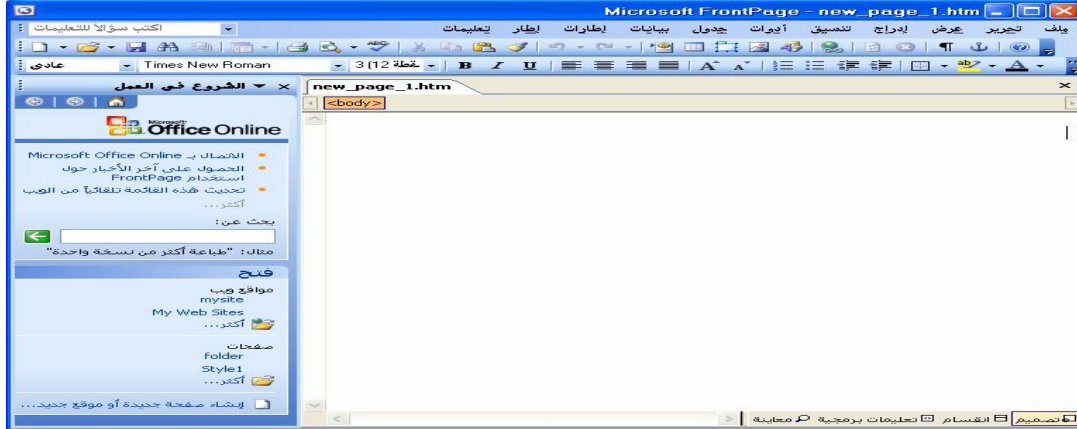 Microsoft FrontPage - new_page_1.htm
ملف تحرير عرض إدراج تنسيق أدوات جدول بيانات إطارات إطار تعليمات
اكتب سؤالاً للتعليمات
عادي
Times New Roman
3 (12 نقطة
B I U
الشروع في العمل
new_page_1.htm
<body>
Microsoft
Office Online
الاتصال بـ Microsoft Office Online
الحصول على آخر الأخبار حول
استخدام FrontPage
تحديث هذه القائمة تلقائياً من الويب
أكثر...
بحث عن:
مثال: "طباعة أكثر من نسخة واحدة"
فتح
مواقع ويب
mysite
My Web Sites
أكثر...
صفحات
folder
Style1
أكثر...
إنشاء صفحة جديدة أو موقع جديد...
تصميم انقسام تعليمات برمجية معاينة